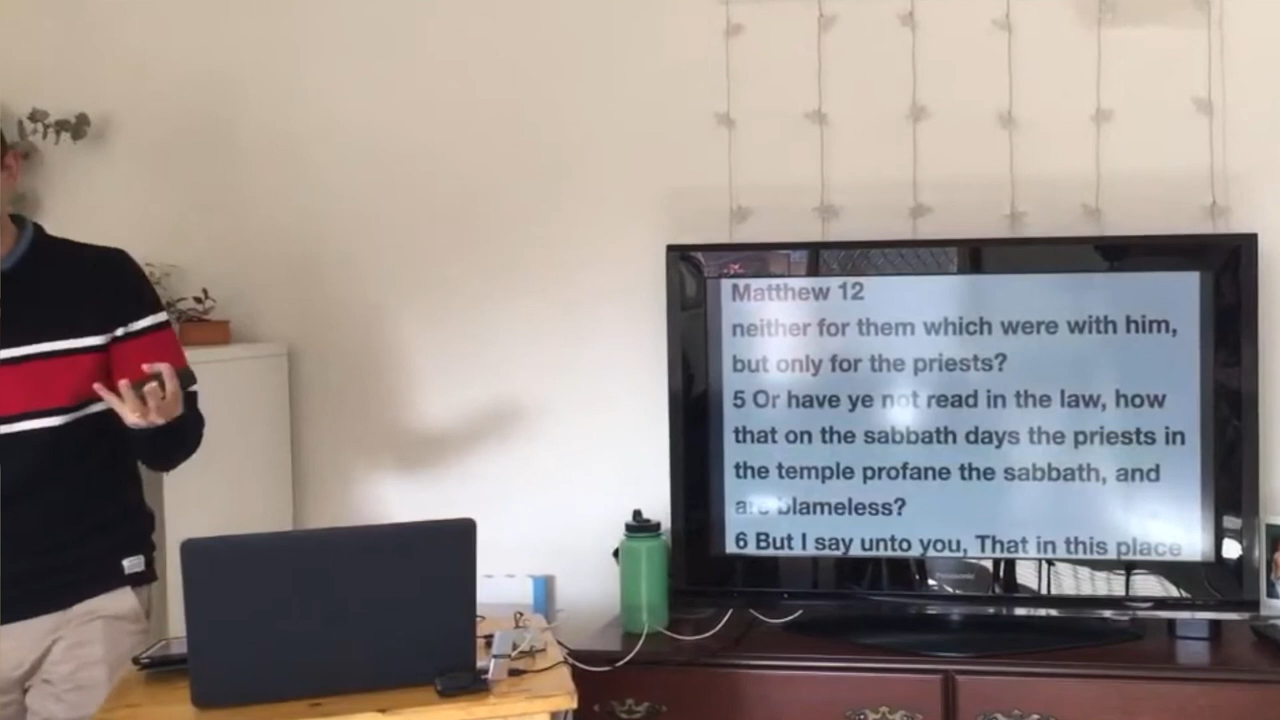 Matthew 12
neither for them which were with him,
but only for the priests?
5 Or have ye not read in the law, how
that on the sabbath days the priests in
the temple profane the sabbath, and
are blameless?
6 But I say unto you, That in this place
Panasonic